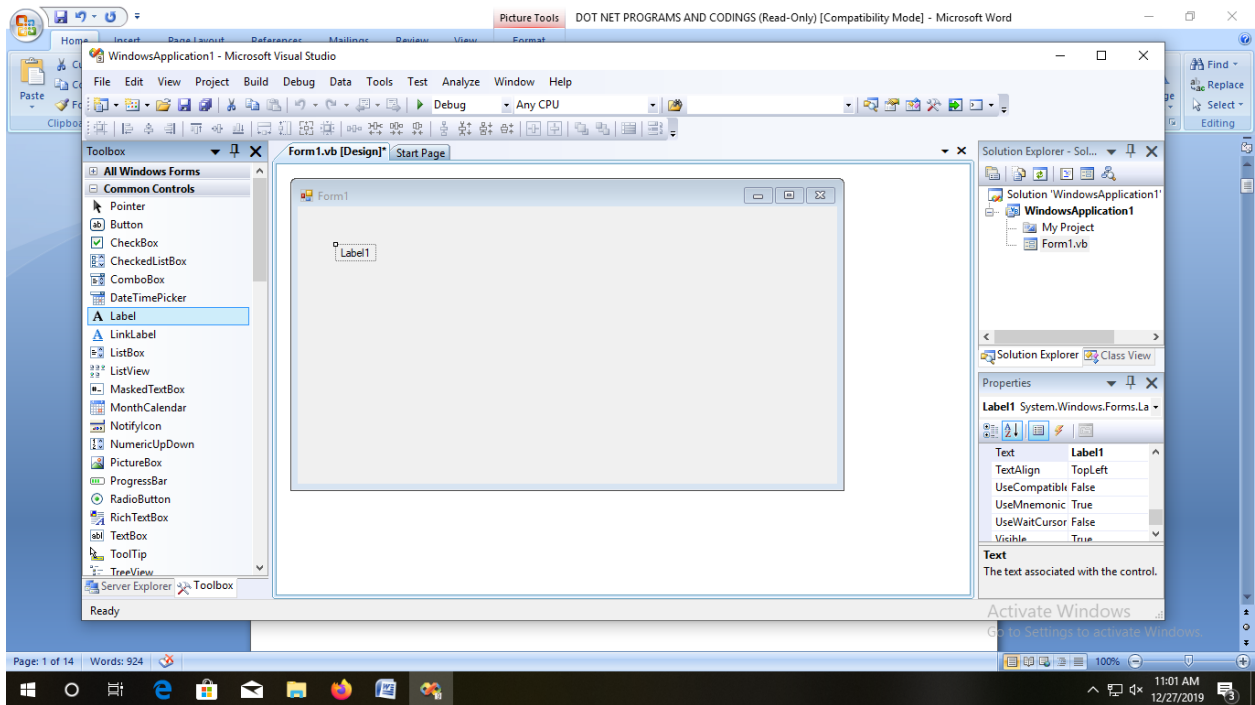 Picture Tools DOT NET PROGRAMS AND CODINGS (Read-Only) [Compatibility Mode] - Microsoft Word
Home Insert Page Layout References Mailings Review View Format
Paste
Clipboa
Find
Replace
Select
Editing
WindowsApplication1 - Microsoft Visual Studio
File Edit View Project Build Debug Data Tools Test Analyze Window Help
Debug Any CPU
Toolbox
All Windows Forms
Common Controls
Pointer
Button
CheckBox
CheckedListBox
ComboBox
DateTimePicker
Label
LinkLabel
ListBox
ListView
MaskedTextBox
MonthCalendar
NotifyIcon
NumericUpDown
PictureBox
ProgressBar
RadioButton
RichTextBox
TextBox
ToolTip
TreeView
Server Explorer Toolbox
Ready
Form1.vb [Design]* Start Page
Form1
Label1
Solution Explorer - Sol...
Solution 'WindowsApplication1'
WindowsApplication1
My Project
Form1.vb
Solution Explorer Class View
Properties
Label1 System.Windows.Forms.La
Text Label1
TextAlign TopLeft
UseCompatible False
UseMnemonic True
UseWaitCursor False
Visible True
Text
The text associated with the control.
Activate Windows
Go to Settings to activate Windows.
Page: 1 of 14 Words: 924 100%
11:01 AM
12/27/2019
3